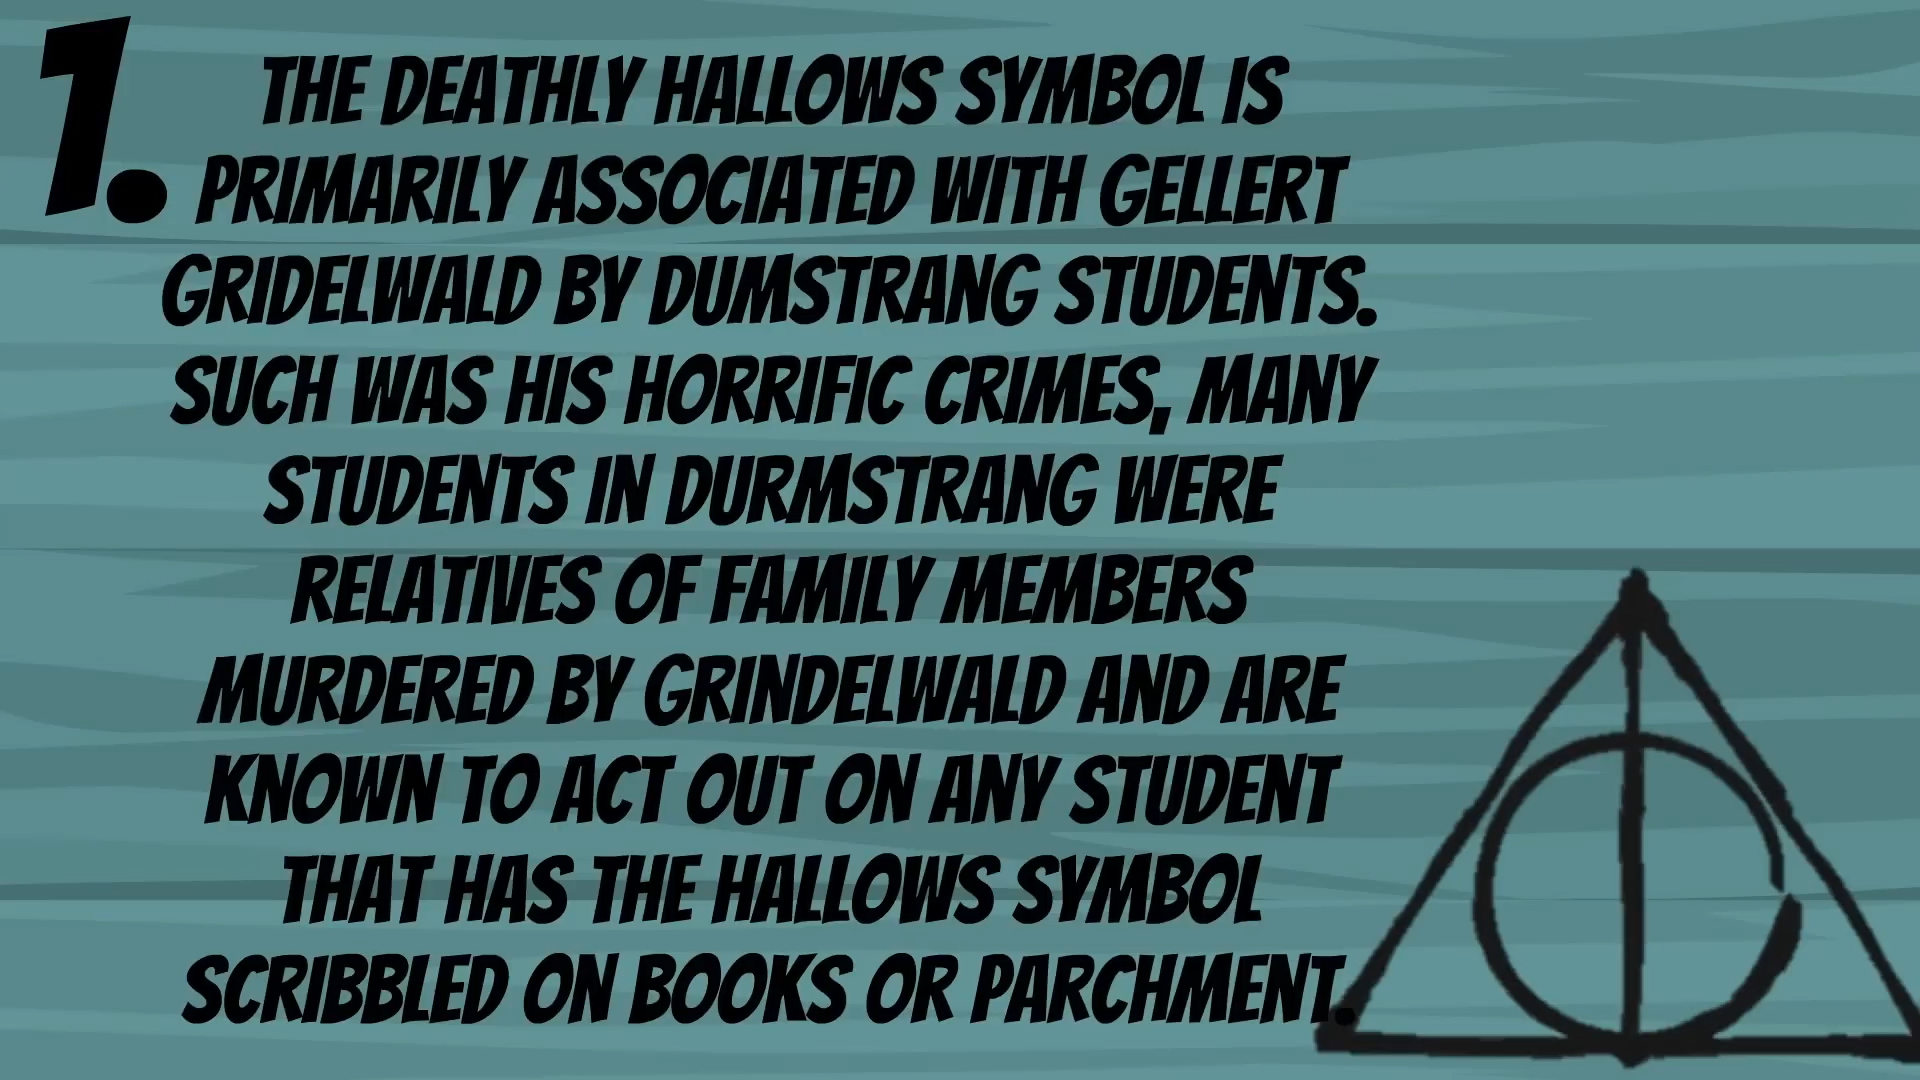 1.
THE DEATHLY HALLOWS SYMBOL IS
PRIMARILY ASSOCIATED WITH GELLERT
GRIDELWALD BY DUMSTRANG STUDENTS.
SUCH WAS HIS HORRIFIC CRIMES, MANY
STUDENTS IN DURMSTRANG WERE
RELATIVES OF FAMILY MEMBERS
MURDERED BY GRINDELWALD AND ARE
KNOWN TO ACT OUT ON ANY STUDENT
THAT HAS THE HALLOWS SYMBOL
SCRIBBLED ON BOOKS OR PARCHMENT.